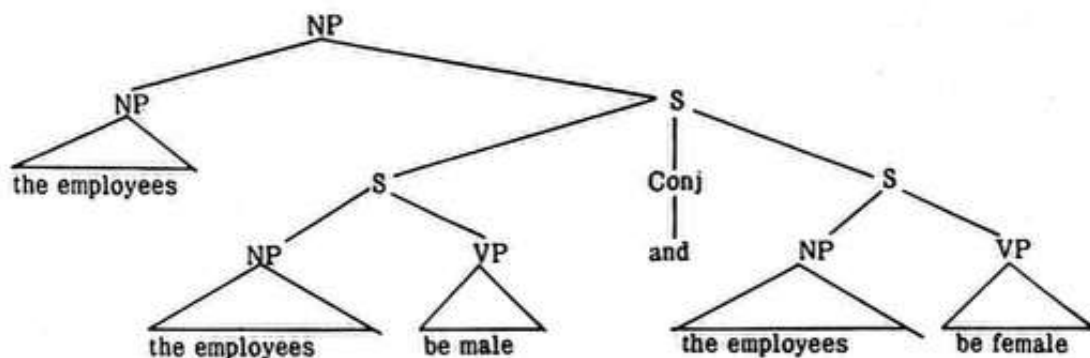 NP
NP
S
the employees
S
Conj
S
NP
VP
and
NP
VP
the employees
be male
the employees
be female